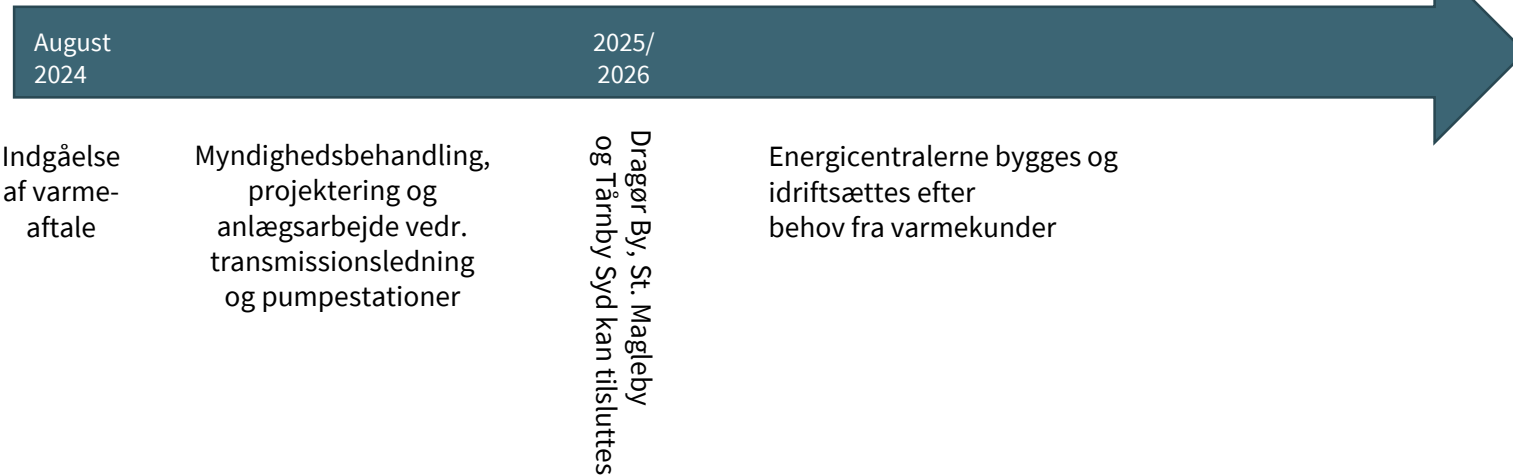 August
2024
2025/
2026
Indgåelse
af varme-
aftale
Myndighedsbehandling,
projektering og
anlægsarbejde vedr.
transmissionsledning
og pumpestationer
Dragør By, St. Magleby
og Tårnby Syd kan tilsluttes
Energicentralerne bygges og
idriftsættes efter
behov fra varmekunder